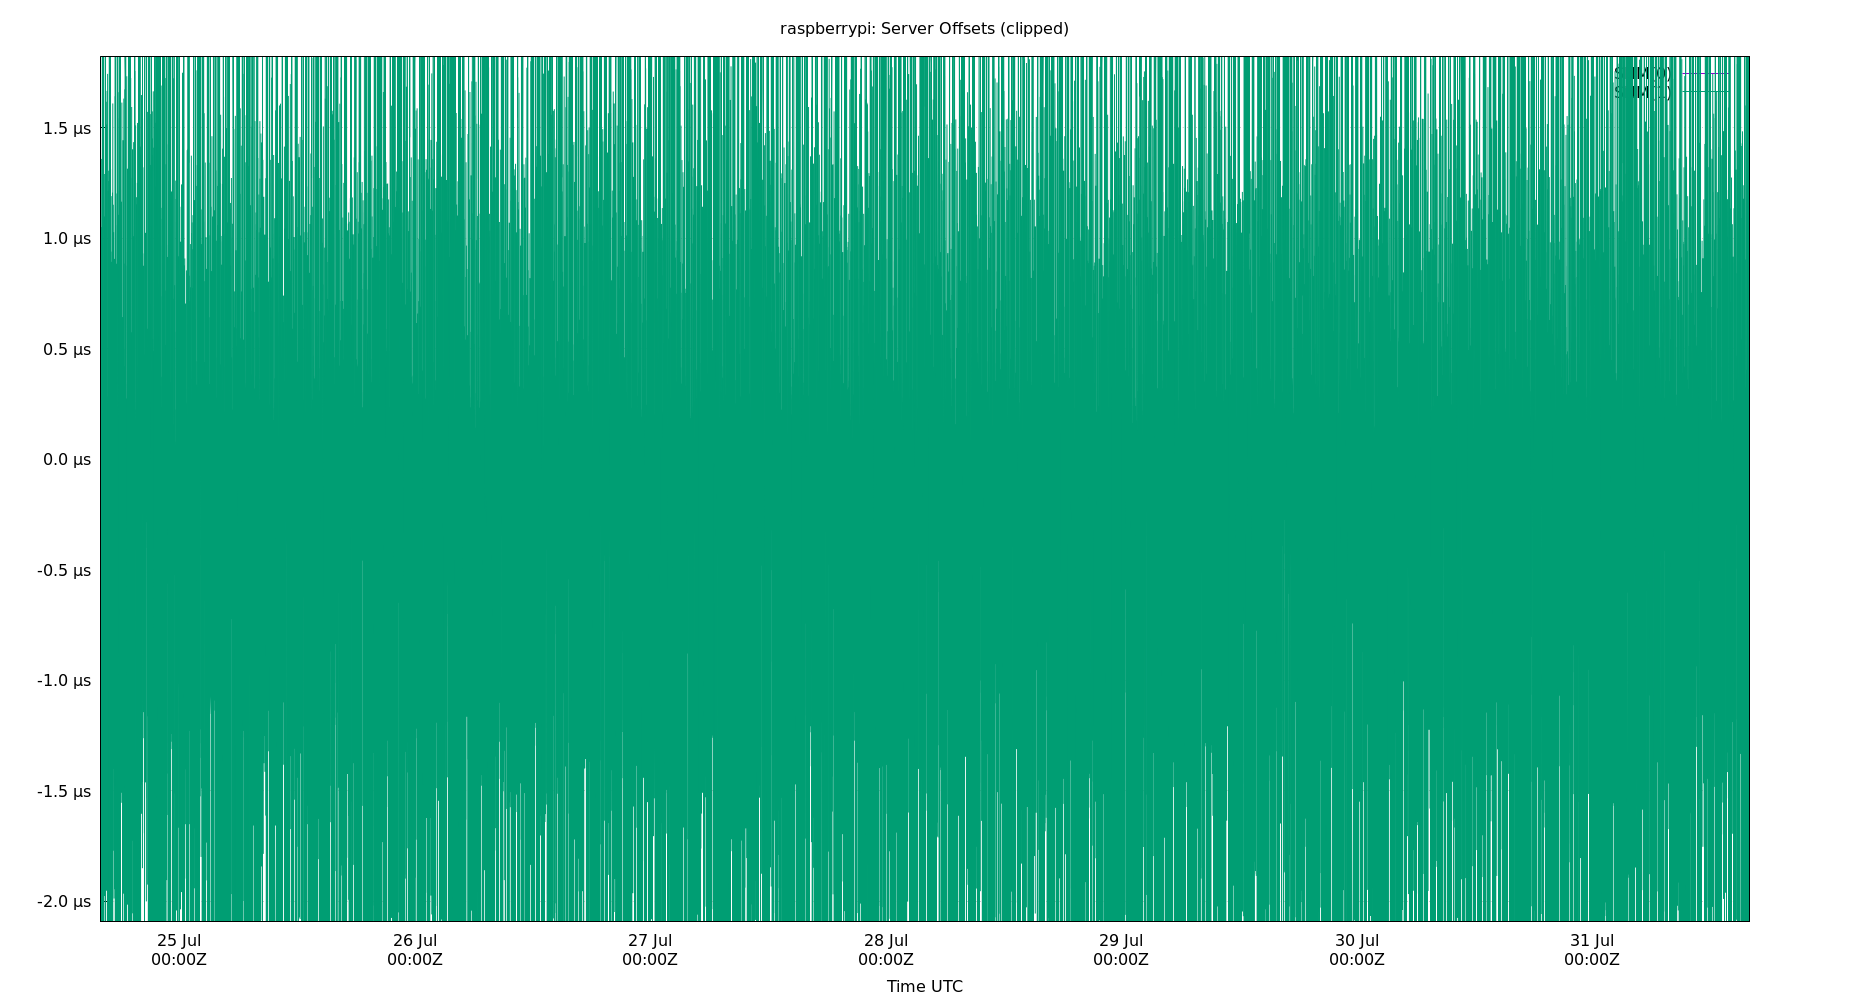 raspberrypi: Server Offsets (clipped)
1.5 µs
1.0 µs
0.5 µs
0.0 µs
-0.5 µs
-1.0 µs
-1.5 µs
-2.0 µs
25 Jul 26 Jul 27 Jul 28 Jul 29 Jul 30 Jul 31 Jul
00:00Z 00:00Z 00:00Z 00:00Z 00:00Z 00:00Z 00:00Z
Time UTC